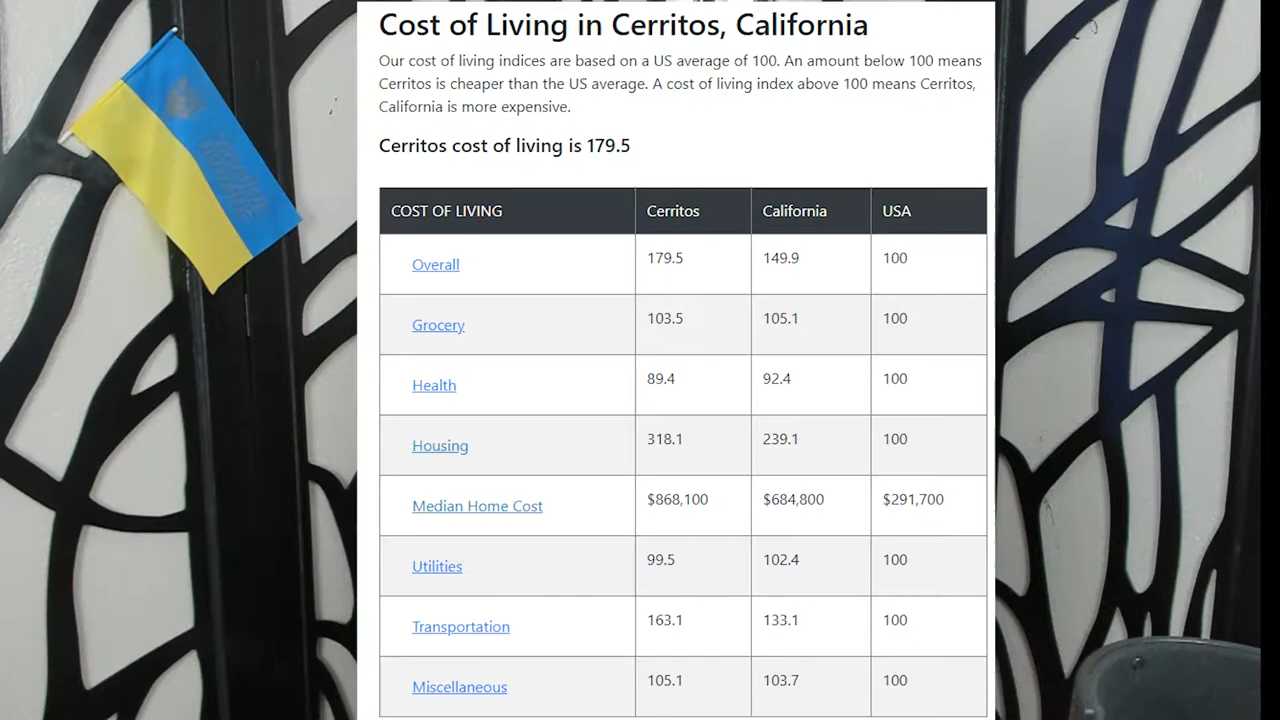 Cost of Living in Cerritos, California
Our cost of living indices are based on a US average of 100. An amount below 100 means
Cerritos is cheaper than the US average. A cost of living index above 100 means Cerritos,
California is more expensive.
Cerritos cost of living is 179.5
COST OF LIVING Cerritos California USA
Overall 179.5 149.9 100
Grocery 103.5 105.1 100
Health 89.4 92.4 100
Housing 318.1 239.1 100
Median Home Cost $868,100 $684,800 $291,700
Utilities 99.5 102.4 100
Transportation 163.1 133.1 100
Miscellaneous 105.1 103.7 100